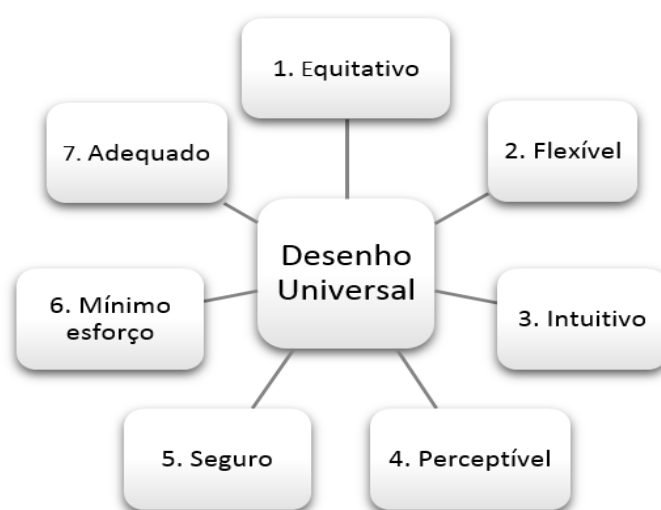 1. Equitativo
7. Adequado
2. Flexível
Desenho
Universal
6. Mínimo
esforço
3. Intuitivo
5. Seguro
4. Perceptível